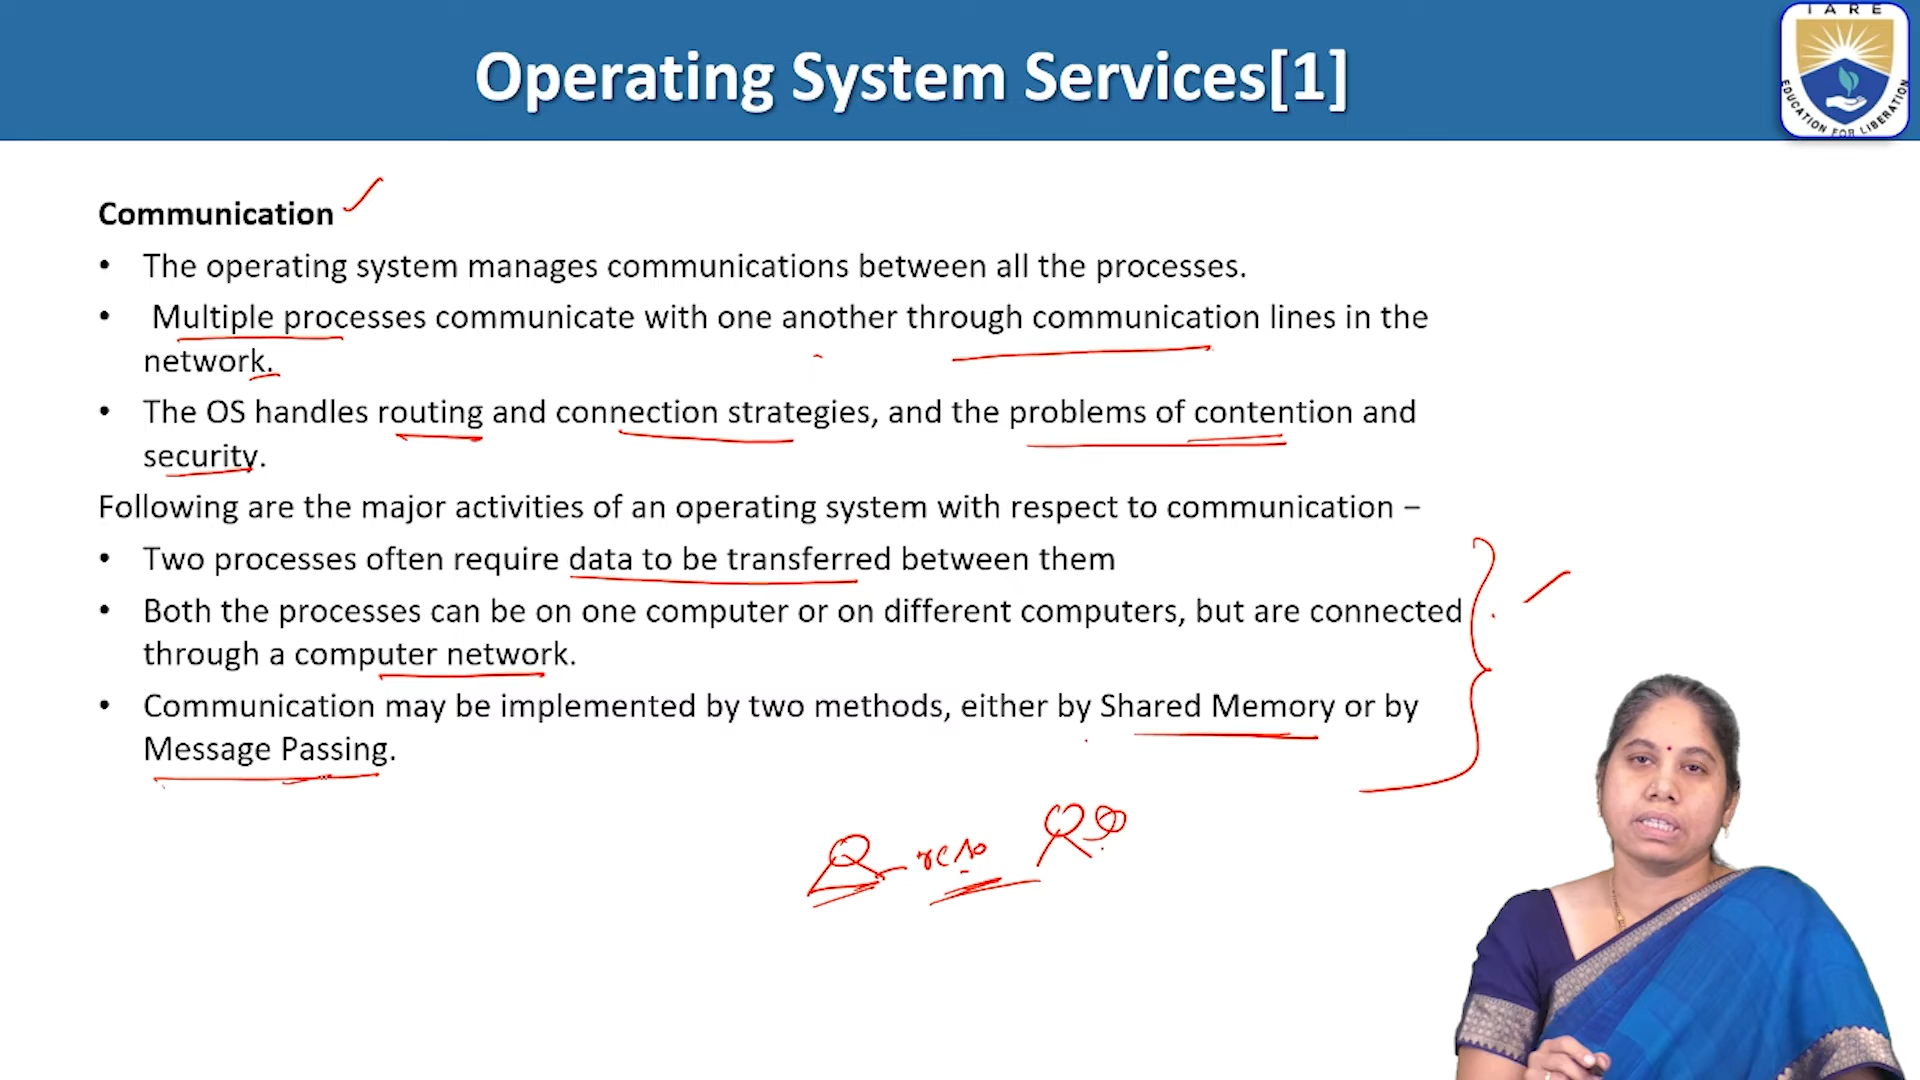 Operating System Services[1]
IARE
EDUCATION FOR LIBERATION
Communication
• The operating system manages communications between all the processes.
• Multiple processes communicate with one another through communication lines in the
network.
• The OS handles routing and connection strategies, and the problems of contention and
security.
Following are the major activities of an operating system with respect to communication –
• Two processes often require data to be transferred between them
• Both the processes can be on one computer or on different computers, but are connected
through a computer network.
• Communication may be implemented by two methods, either by Shared Memory or by
Message Passing.